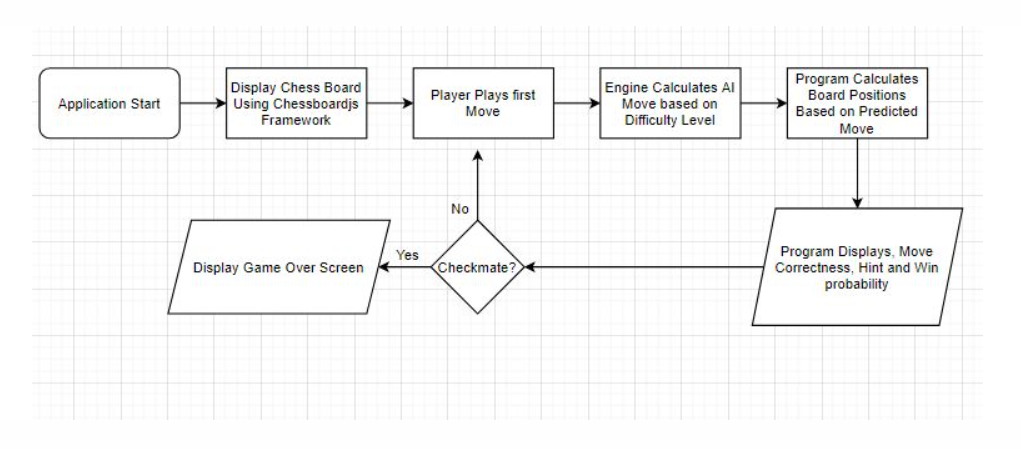 Application Start
Display Chess Board
Using Chessboardjs
Framework
Player Plays first
Move
Engine Calculates AI
Move based on
Difficulty Level
Program Calculates
Board Positions
Based on Predicted
Move
No
Display Game Over Screen
Yes
Checkmate?
Program Displays, Move
Correctness, Hint and Win
probability